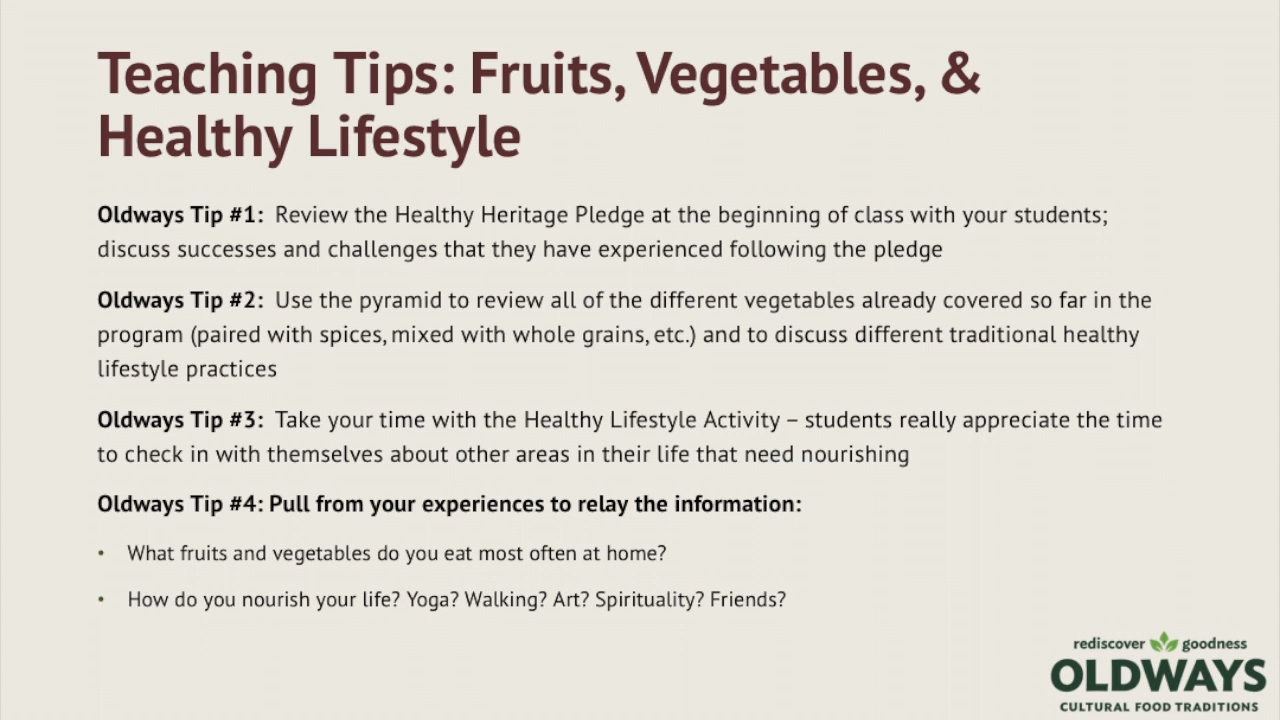 Teaching Tips: Fruits, Vegetables, &
Healthy Lifestyle
Oldways Tip #1: Review the Healthy Heritage Pledge at the beginning of class with your students;
discuss successes and challenges that they have experienced following the pledge
Oldways Tip #2: Use the pyramid to review all of the different vegetables already covered so far in the
program (paired with spices, mixed with whole grains, etc.) and to discuss different traditional healthy
lifestyle practices
Oldways Tip #3: Take your time with the Healthy Lifestyle Activity – students really appreciate the time
to check in with themselves about other areas in their life that need nourishing
Oldways Tip #4: Pull from your experiences to relay the information:
• What fruits and vegetables do you eat most often at home?
• How do you nourish your life? Yoga? Walking? Art? Spirituality? Friends?
rediscover goodness
OLDWAYS
CULTURAL FOOD TRADITIONS